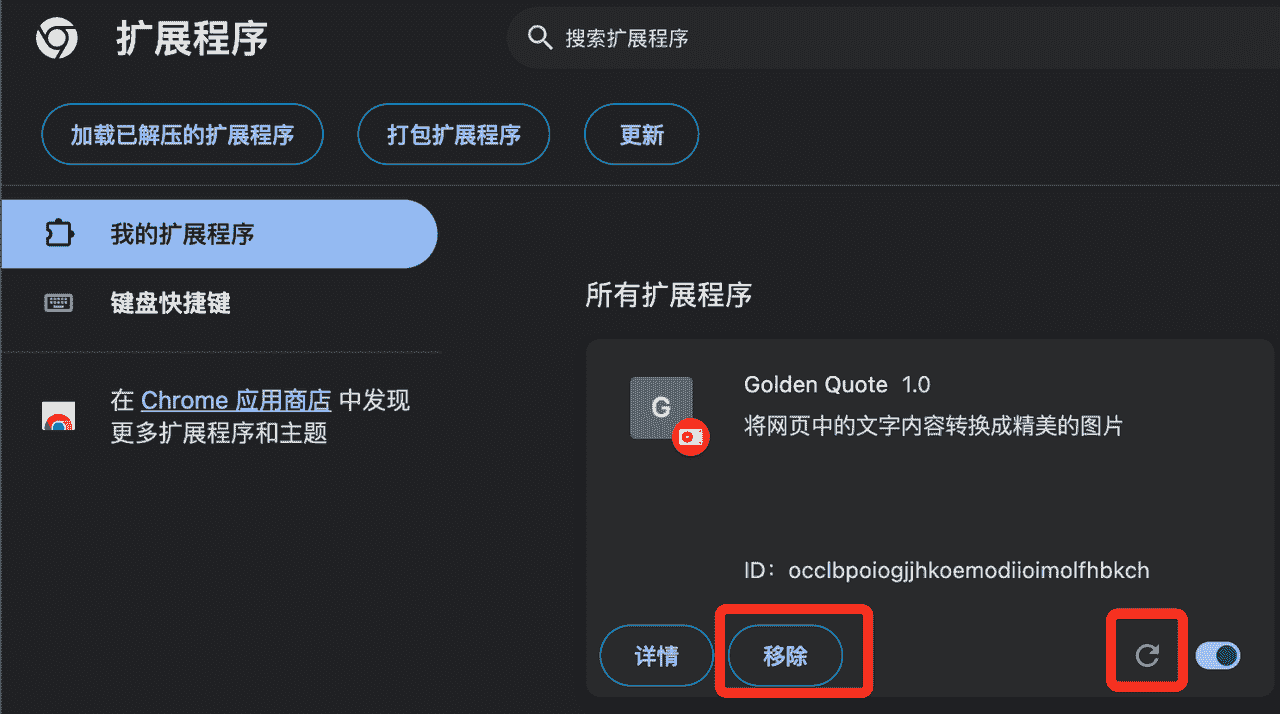 扩展程序
搜索扩展程序
加载已解压的扩展程序
打包扩展程序
更新
我的扩展程序
键盘快捷键
在 Chrome 应用商店 中发现
更多扩展程序和主题
所有扩展程序
G
Golden Quote 1.0
将网页中的文字内容转换成精美的图片
ID：occlbpoiogjjhkoemodiioimolfhbkch
详情
移除